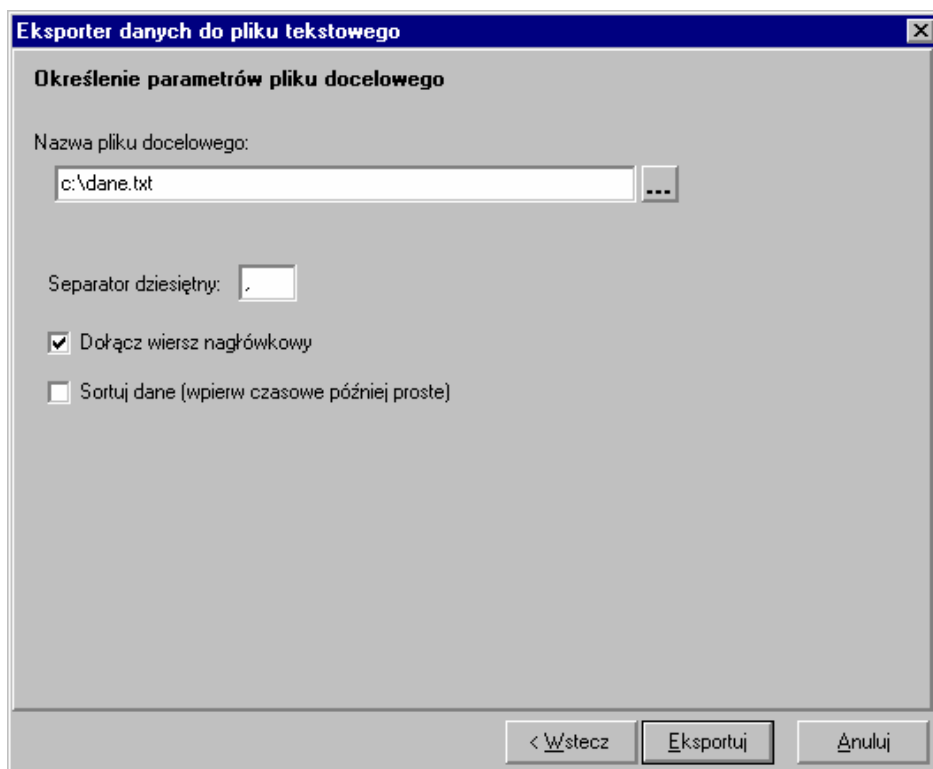 Eksporter danych do pliku tekstowego
Określenie parametrów pliku docelowego
Nazwa pliku docelowego:
c:\dane.txt
...
Separator dziesiętny: ,
Dołącz wiersz nagłówkowy
Sortuj dane (wpierw czasowe później proste)
< Wstecz Eksportuj Anuluj